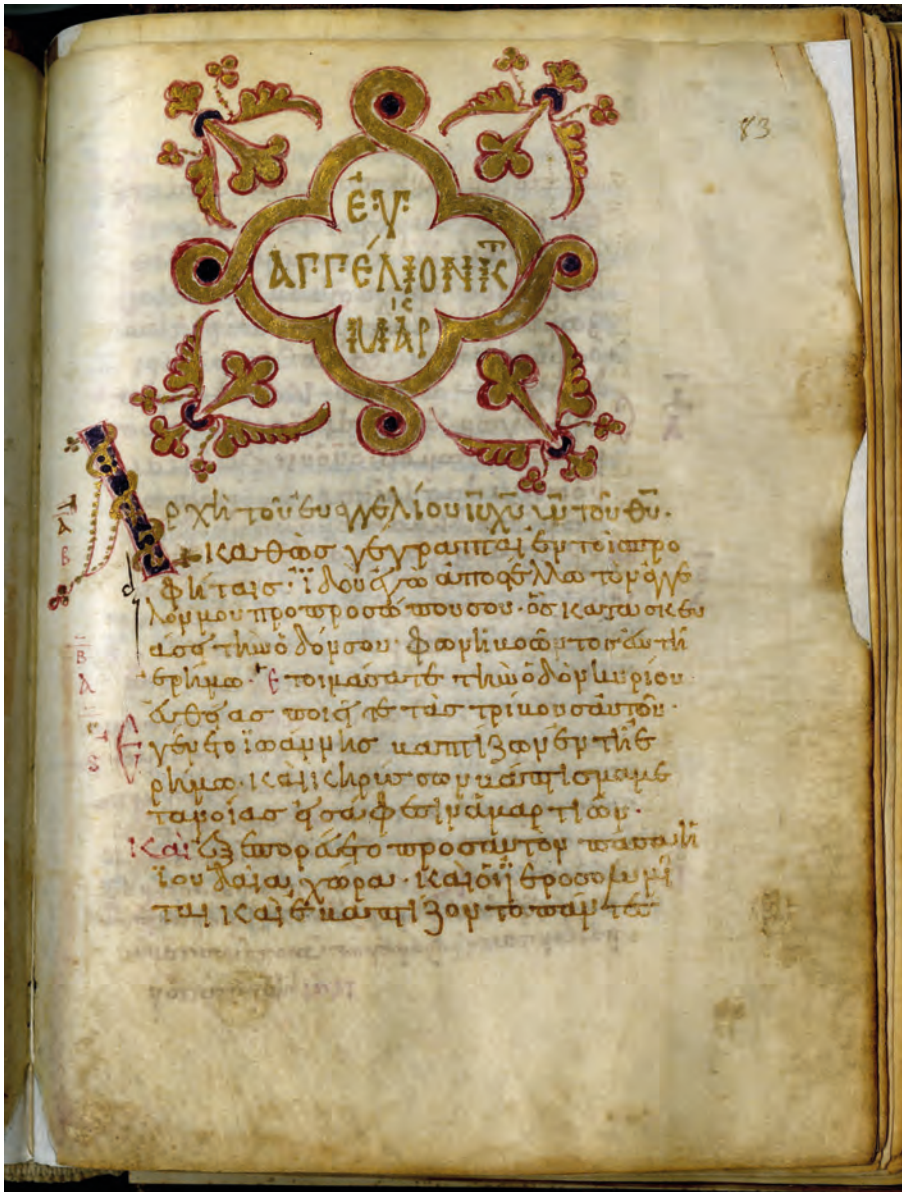 83
ΕΥ
ΑΓΓΈΛΙΟΝ Κ̅Τ̅
ΜΑΡ
Ἀρχὴ τοῦ εὐαγγελίου ι̅υ̅ χ̅υ̅ υ̅υ̅ τοῦ θ̅υ̅·
καθὼς γέγραπται ἐν τοῖς προ
φήταις· ἰδοὺ ἐγὼ ἀποστέλλω τὸν ἄγγε
λόν μου πρὸ προσώπου σου· ὃς κατασκευ
άσει τὴν ὁδόν σου· φωνὴ βοῶντος ἐν τῇ
ἐρήμω· ἑτοιμάσατε τὴν ὁδὸν κυρίου
εὐθείας ποιεῖτε τὰς τρίβους αὐτοῦ·
Ἐγένετο ἰωάννης βαπτίζων ἐν τῇ ἐ
ρήμω· καὶ κηρύσσων βάπτισμα με
τανοίας εἰς ἄφεσιν ἁμαρτιῶν·
Καὶ ἐξεπορεύετο πρὸς αὐτὸν πᾶσα ἡ
ἰουδαία χώρα· καὶ οἱ ἱεροσολυμῖ
ται καὶ ἐβαπτίζοντο πάντες